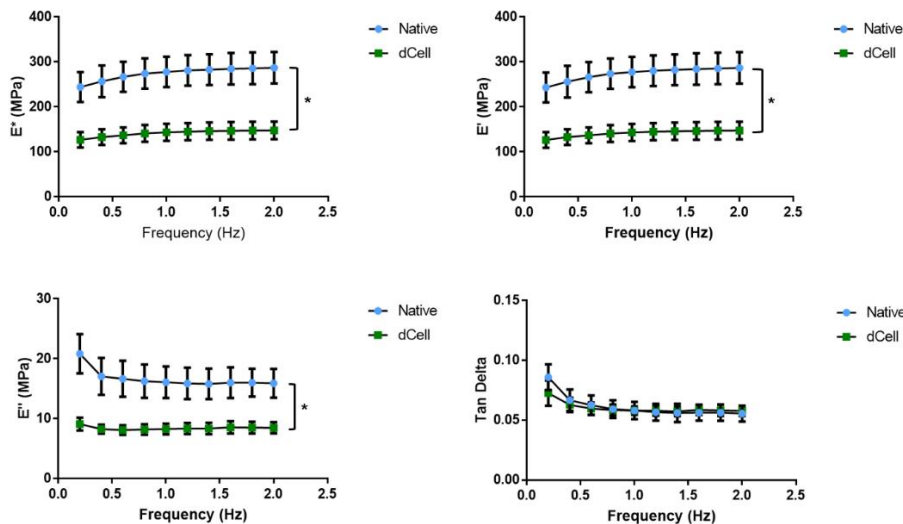 E* (MPa)
400
300
200
100
0
0.0 0.5 1.0 1.5 2.0 2.5
Frequency (Hz)
*
Native
dCell
E' (MPa)
400
300
200
100
0
0.0 0.5 1.0 1.5 2.0 2.5
Frequency (Hz)
*
Native
dCell
E'' (MPa)
30
20
10
0
0.0 0.5 1.0 1.5 2.0 2.5
Frequency (Hz)
*
Native
dCell
Tan Delta
0.15
0.10
0.05
0.00
0.0 0.5 1.0 1.5 2.0 2.5
Frequency (Hz)
Native
dCell